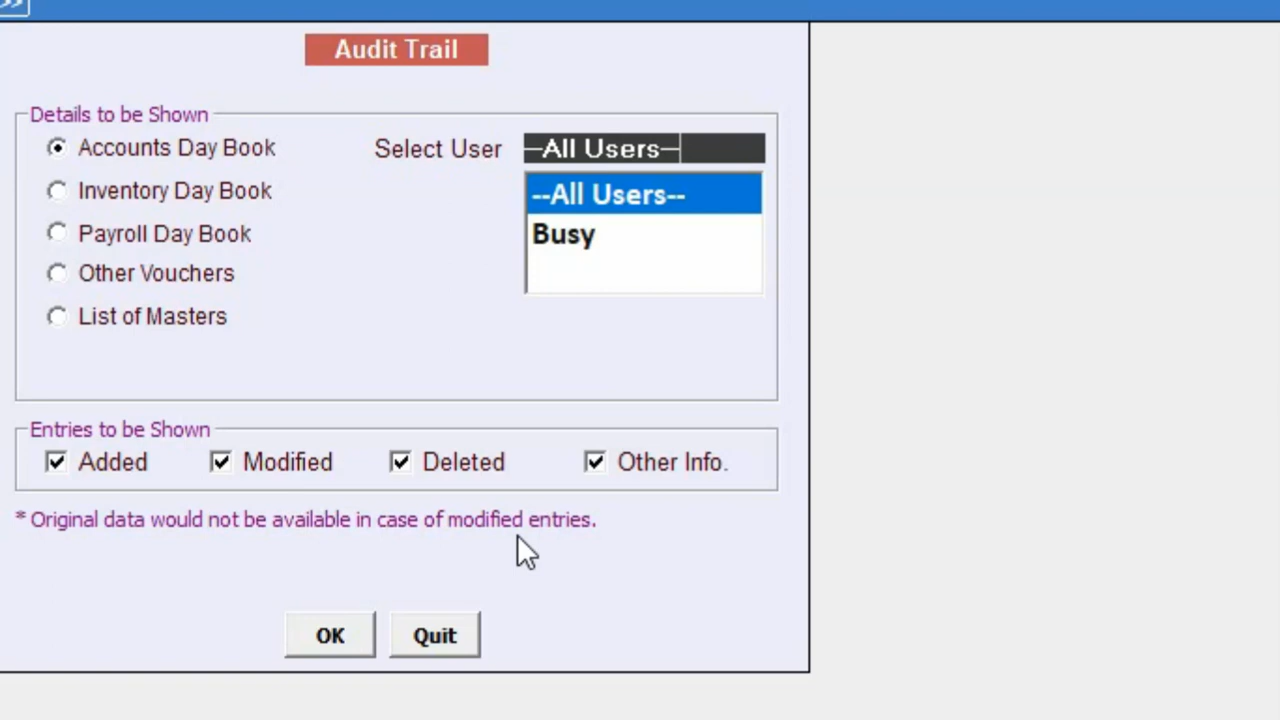 >>
Audit Trail
Details to be Shown
Accounts Day Book
Select User
--All Users--
Inventory Day Book
--All Users--
Payroll Day Book
Busy
Other Vouchers
List of Masters
Entries to be Shown
Added Modified Deleted Other Info.
* Original data would not be available in case of modified entries.
OK Quit